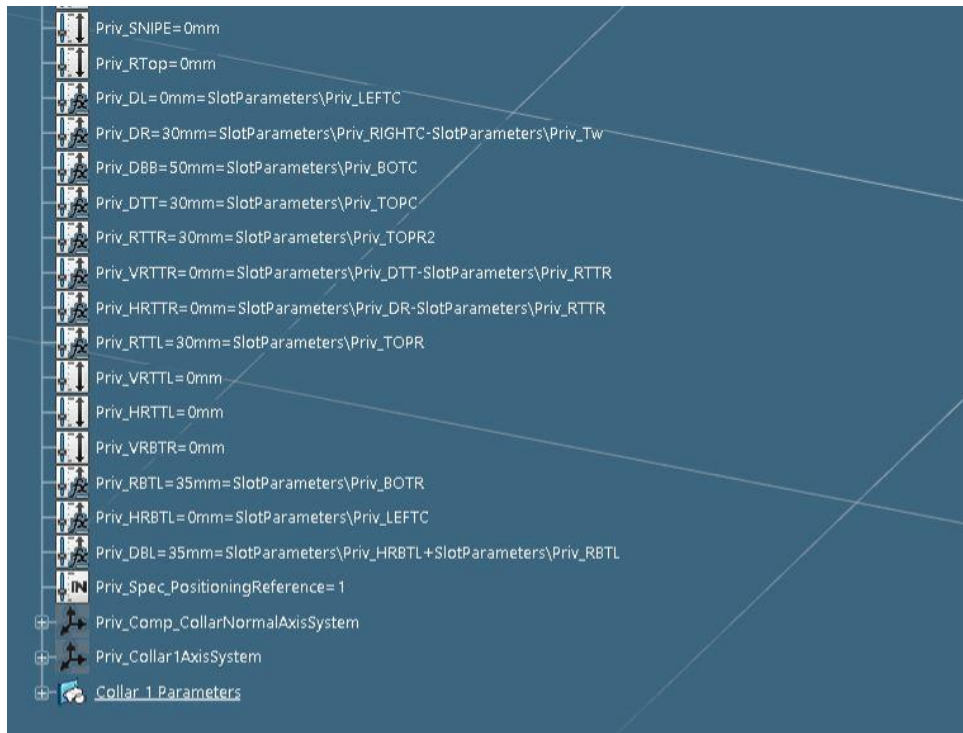 Priv_SNIPE=0mm
Priv_RTop=0mm
Priv_DL=0mm=SlotParameters\Priv_LEFTC
Priv_DR=30mm=SlotParameters\Priv_RIGHTC-SlotParameters\Priv_Tw
Priv_DBB=50mm=SlotParameters\Priv_BOTC
Priv_DTT=30mm=SlotParameters\Priv_TOPC
Priv_RTTR=30mm=SlotParameters\Priv_TOPR2
Priv_VRTTR=0mm=SlotParameters\Priv_DTT-SlotParameters\Priv_RTTR
Priv_HRTTR=0mm=SlotParameters\Priv_DR-SlotParameters\Priv_RTTR
Priv_RTTL=30mm=SlotParameters\Priv_TOPR
Priv_VRTTL=0mm
Priv_HRTTL=0mm
Priv_VRBTR=0mm
Priv_RBTL=35mm=SlotParameters\Priv_BOTR
Priv_HRBTL=0mm=SlotParameters\Priv_LEFTC
Priv_DBL=35mm=SlotParameters\Priv_HRBTL+SlotParameters\Priv_RBTL
IN Priv_Spec_PositioningReference=1
Priv_Comp_CollarNormalAxisSystem
Priv_Collar1AxisSystem
Collar 1 Parameters